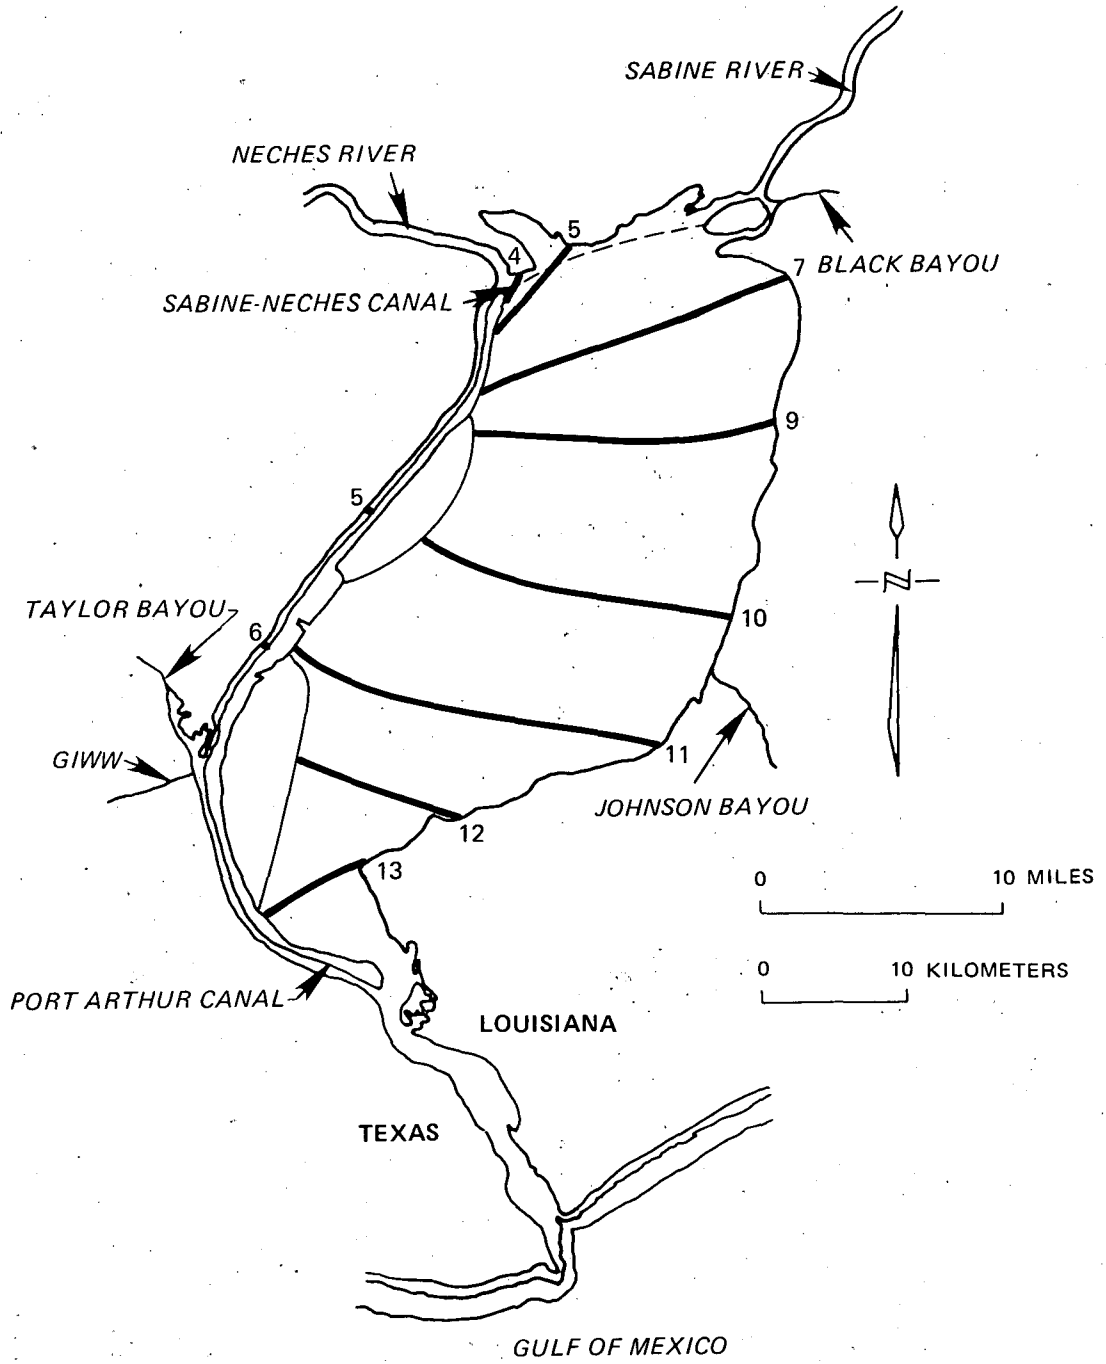 SABINE RIVER
NECHES RIVER
5
4
7 BLACK BAYOU
SABINE-NECHES CANAL
9
5
N
TAYLOR BAYOU
6
10
GIWW
11
JOHNSON BAYOU
12
13
0 10 MILES
0 10 KILOMETERS
PORT ARTHUR CANAL
LOUISIANA
TEXAS
GULF OF MEXICO